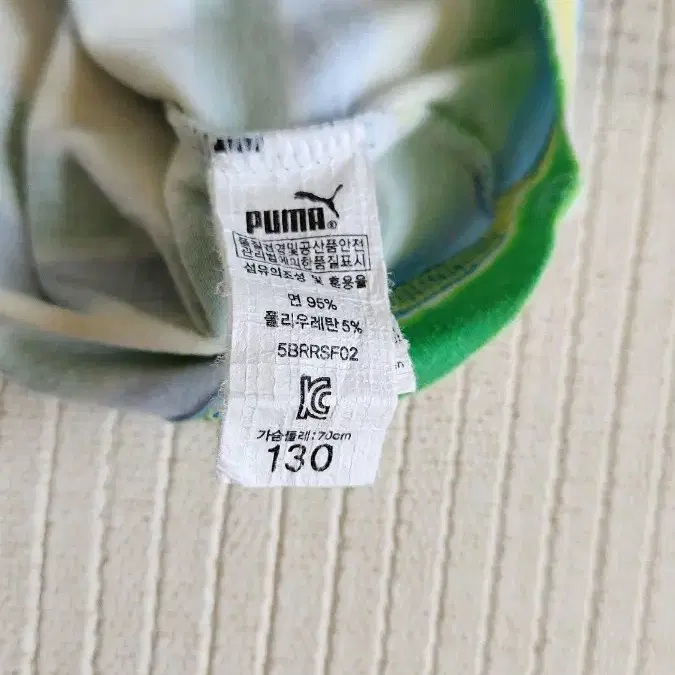 PUMA®
품질경영및공산품안전
관리법에의한품질표시
섬유의조성 및 혼용율
면 95%
폴리우레탄 5%
5BRRSF02
가슴둘레:70cm
130